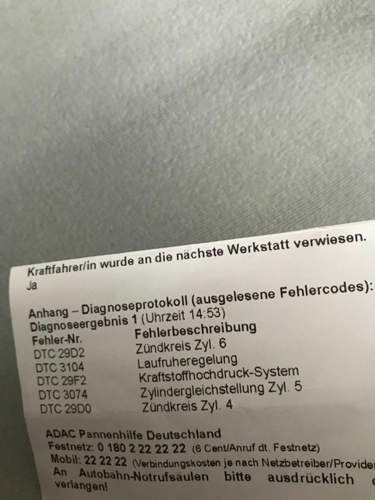 Kraftfahrer/in wurde an die nächste Werkstatt verwiesen.
Ja
Anhang – Diagnoseprotokoll (ausgelesene Fehlercodes):
Diagnoseergebnis 1 (Uhrzeit 14:53)
Fehler-Nr. Fehlerbeschreibung
DTC 29D2 Zündkreis Zyl. 6
DTC 3104 Laufruheregelung
DTC 29F2 Kraftstoffhochdruck-System
DTC 3074 Zylindergleichstellung Zyl. 5
DTC 29D0 Zündkreis Zyl. 4
ADAC Pannenhilfe Deutschland
Festnetz: 0 180 2 22 22 22 (6 Cent/Anruf dt. Festnetz)
Mobil: 22 22 22 (Verbindungskosten je nach Netzbetreiber/Provider
An Autobahn-Notrufsäulen bitte ausdrücklich
verlangen!